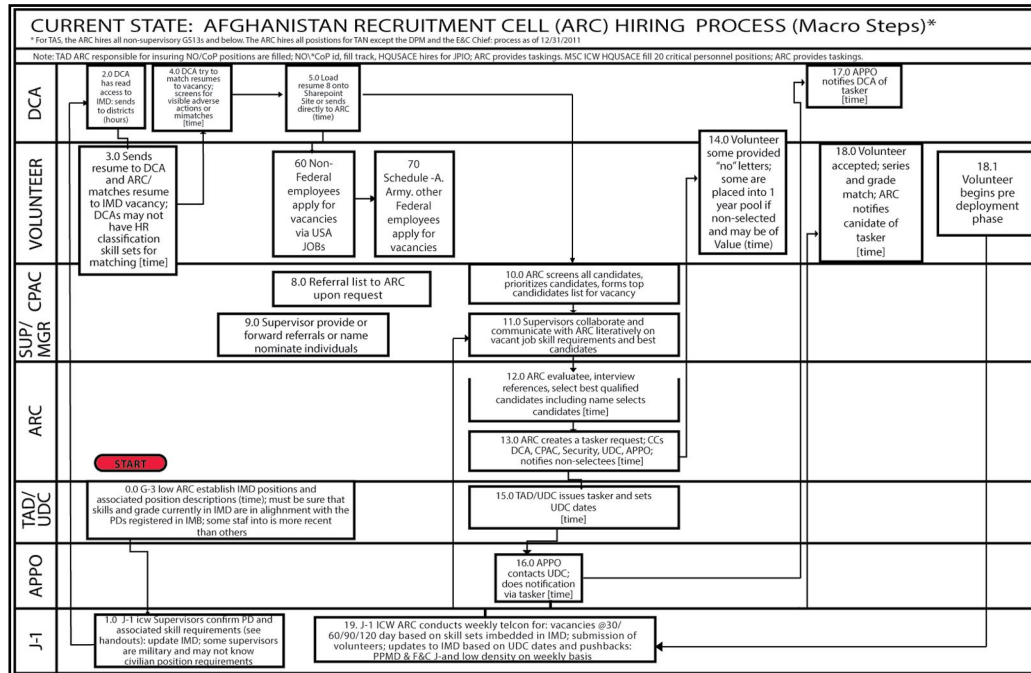 CURRENT STATE: AFGHANISTAN RECRUITMENT CELL (ARC) HIRING PROCESS (Macro Steps)*
* For TAS, the ARC hires all non-supervisory GS13s and below. The ARC hires all positions for TAN except the DPM and the E&C Chief: process as of 12/31/2011
Note: TAD ARC responsible for insuring NO/CoP positions are filled; NO\*CoP id, fill track, HQUSACE hires for JPIO; ARC provides taskings. MSC ICW HQUSACE fill 20 critical personnel positions; ARC provides taskings.
DCA
2.0 DCA
has read
access to
IMD: sends
to districts
(hours)
4.0 DCA try to
match resumes
to vacancy;
screens for
visible adverse
actions or
mimatches
[time]
5.0 Load
resume 8 onto
Sharepoint
Site or sends
directly to ARC
(time)
17.0 APPO
notifies DCA of
tasker
[time]
VOLUNTEER
3.0 Sends
resume to DCA
and ARC/
matches resume
to IMD vacancy;
DCAs may not
have HR
classification
skill sets for
matching [time]
60 Non-
Federal
employees
apply for
vacancies
via USA
JOBs
70
Schedule -A.
Army. other
Federal
employees
apply for
vacancies
14.0 Volunteer
some provided
"no" letters;
some are
placed into 1
year pool if
non-selected
and may be of
Value (time)
18.0 Volunteer
accepted; series
and grade
match; ARC
notifies
canidate of
tasker
[time]
18.1
Volunteer
begins pre
deployment
phase
CPAC
8.0 Referral list to ARC
upon request
10.0 ARC screens all candidates,
prioritizes candidates, forms top
candididates list for vacancy
SUP/
MGR
9.0 Supervisor provide or
forward referrals or name
nominate individuals
11.0 Supervisors collaborate and
communicate with ARC literatively on
vacant job skill requirements and best
candidates
ARC
12.0 ARC evaluatee, interview
references, select best qualified
candidates including name selects
candidates [time]
13.0 ARC creates a tasker request; CCs
DCA, CPAC, Security, UDC, APPO;
notifies non-selectees [time]
START
TAD/
UDC
0.0 G-3 low ARC establish IMD positions and
associated position descriptions (time); must be sure that
skills and grade currently in IMD are in alighnment with the
PDs registered in IMB; some staf into is more recent
than others
15.0 TAD/UDC issues tasker and sets
UDC dates
[time]
APPO
16.0 APPO
contacts UDC;
does notification
via tasker [time]
J-1
1.0 J-1 icw Supervisors confirm PD and
associated skill requirements (see
handouts): update IMD; some supervisors
are military and may not know
civilian position requirements
19. J-1 ICW ARC conducts weekly telcon for: vacancies @30/
60/90/120 day based on skill sets imbedded in IMD; submission of
volunteers; updates to IMD based on UDC dates and pushbacks:
PPMD & F&C J-and low density on weekly basis